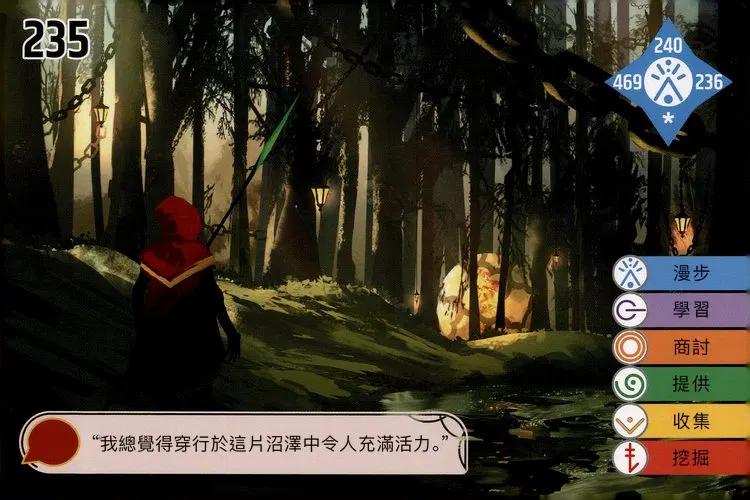 235
240
469 236
*
漫步
學習
商討
提供
收集
挖掘
“我總覺得穿行於這片沼澤中令人充滿活力。”